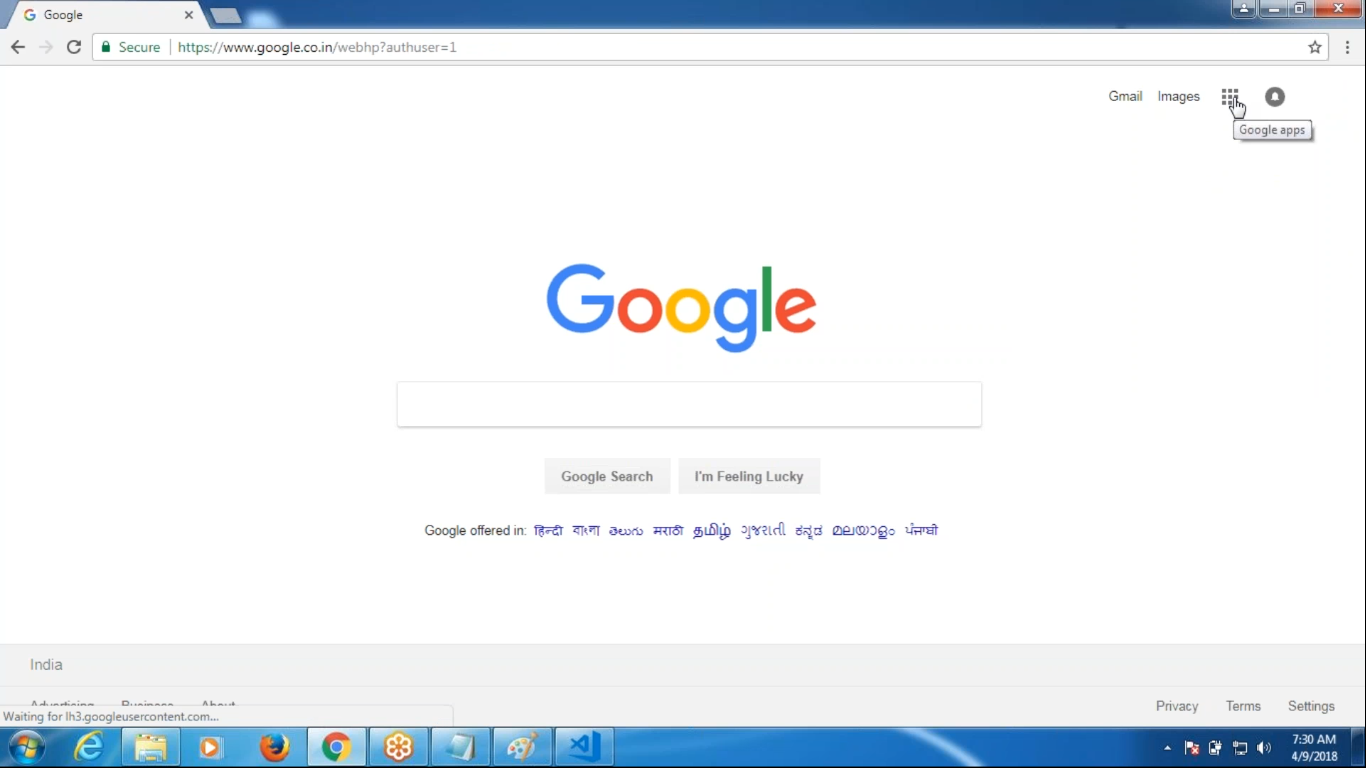 Google
Secure https://www.google.co.in/webhp?authuser=1
Gmail Images
Google apps
Google
Google Search I'm Feeling Lucky
Google offered in: हिन्दी বাংলা తెలుగు मराठी தமிழ் ગુજરાતી ಕನ್ನಡ മലയാളം ਪੰਜਾਬੀ
India
Advertising Business About
Privacy Terms Settings
Waiting for lh3.googleusercontent.com...
7:30 AM
4/9/2018